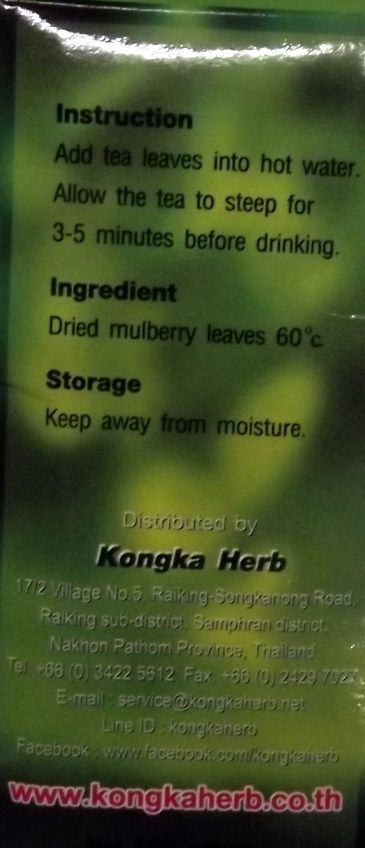 Instruction
Add tea leaves into hot water.
Allow the tea to steep for
3-5 minutes before drinking.
Ingredient
Dried mulberry leaves 60°c.
Storage
Keep away from moisture.
Distributed by
Kongka Herb
17/2 Village No.5, Raiking-Songkanong Road,
Raiking sub-district, Samphran district,
Nakhon Pathom Province, Thailand
Tel. +66 (0) 3422 5612 Fax. +66 (0) 2429 7027
E-mail : service@kongkaherb.net
Line ID : kongkaherb
Facebook : www.facebook.com/kongkaherb
www.kongkaherb.co.th